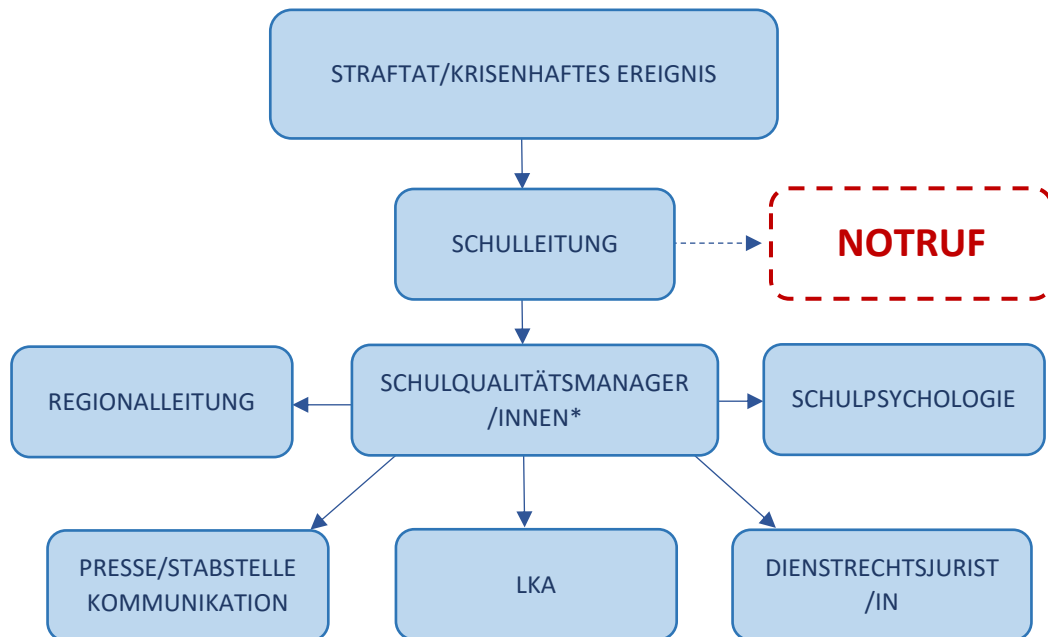 STRAFTAT/KRISENHAFTES EREIGNIS
SCHULLEITUNG
NOTRUF
REGIONALLEITUNG
SCHULQUALITÄTSMANAGER
/INNEN*
SCHULPSYCHOLOGIE
PRESSE/STABSTELLE
KOMMUNIKATION
LKA
DIENSTRECHTSJURIST
/IN